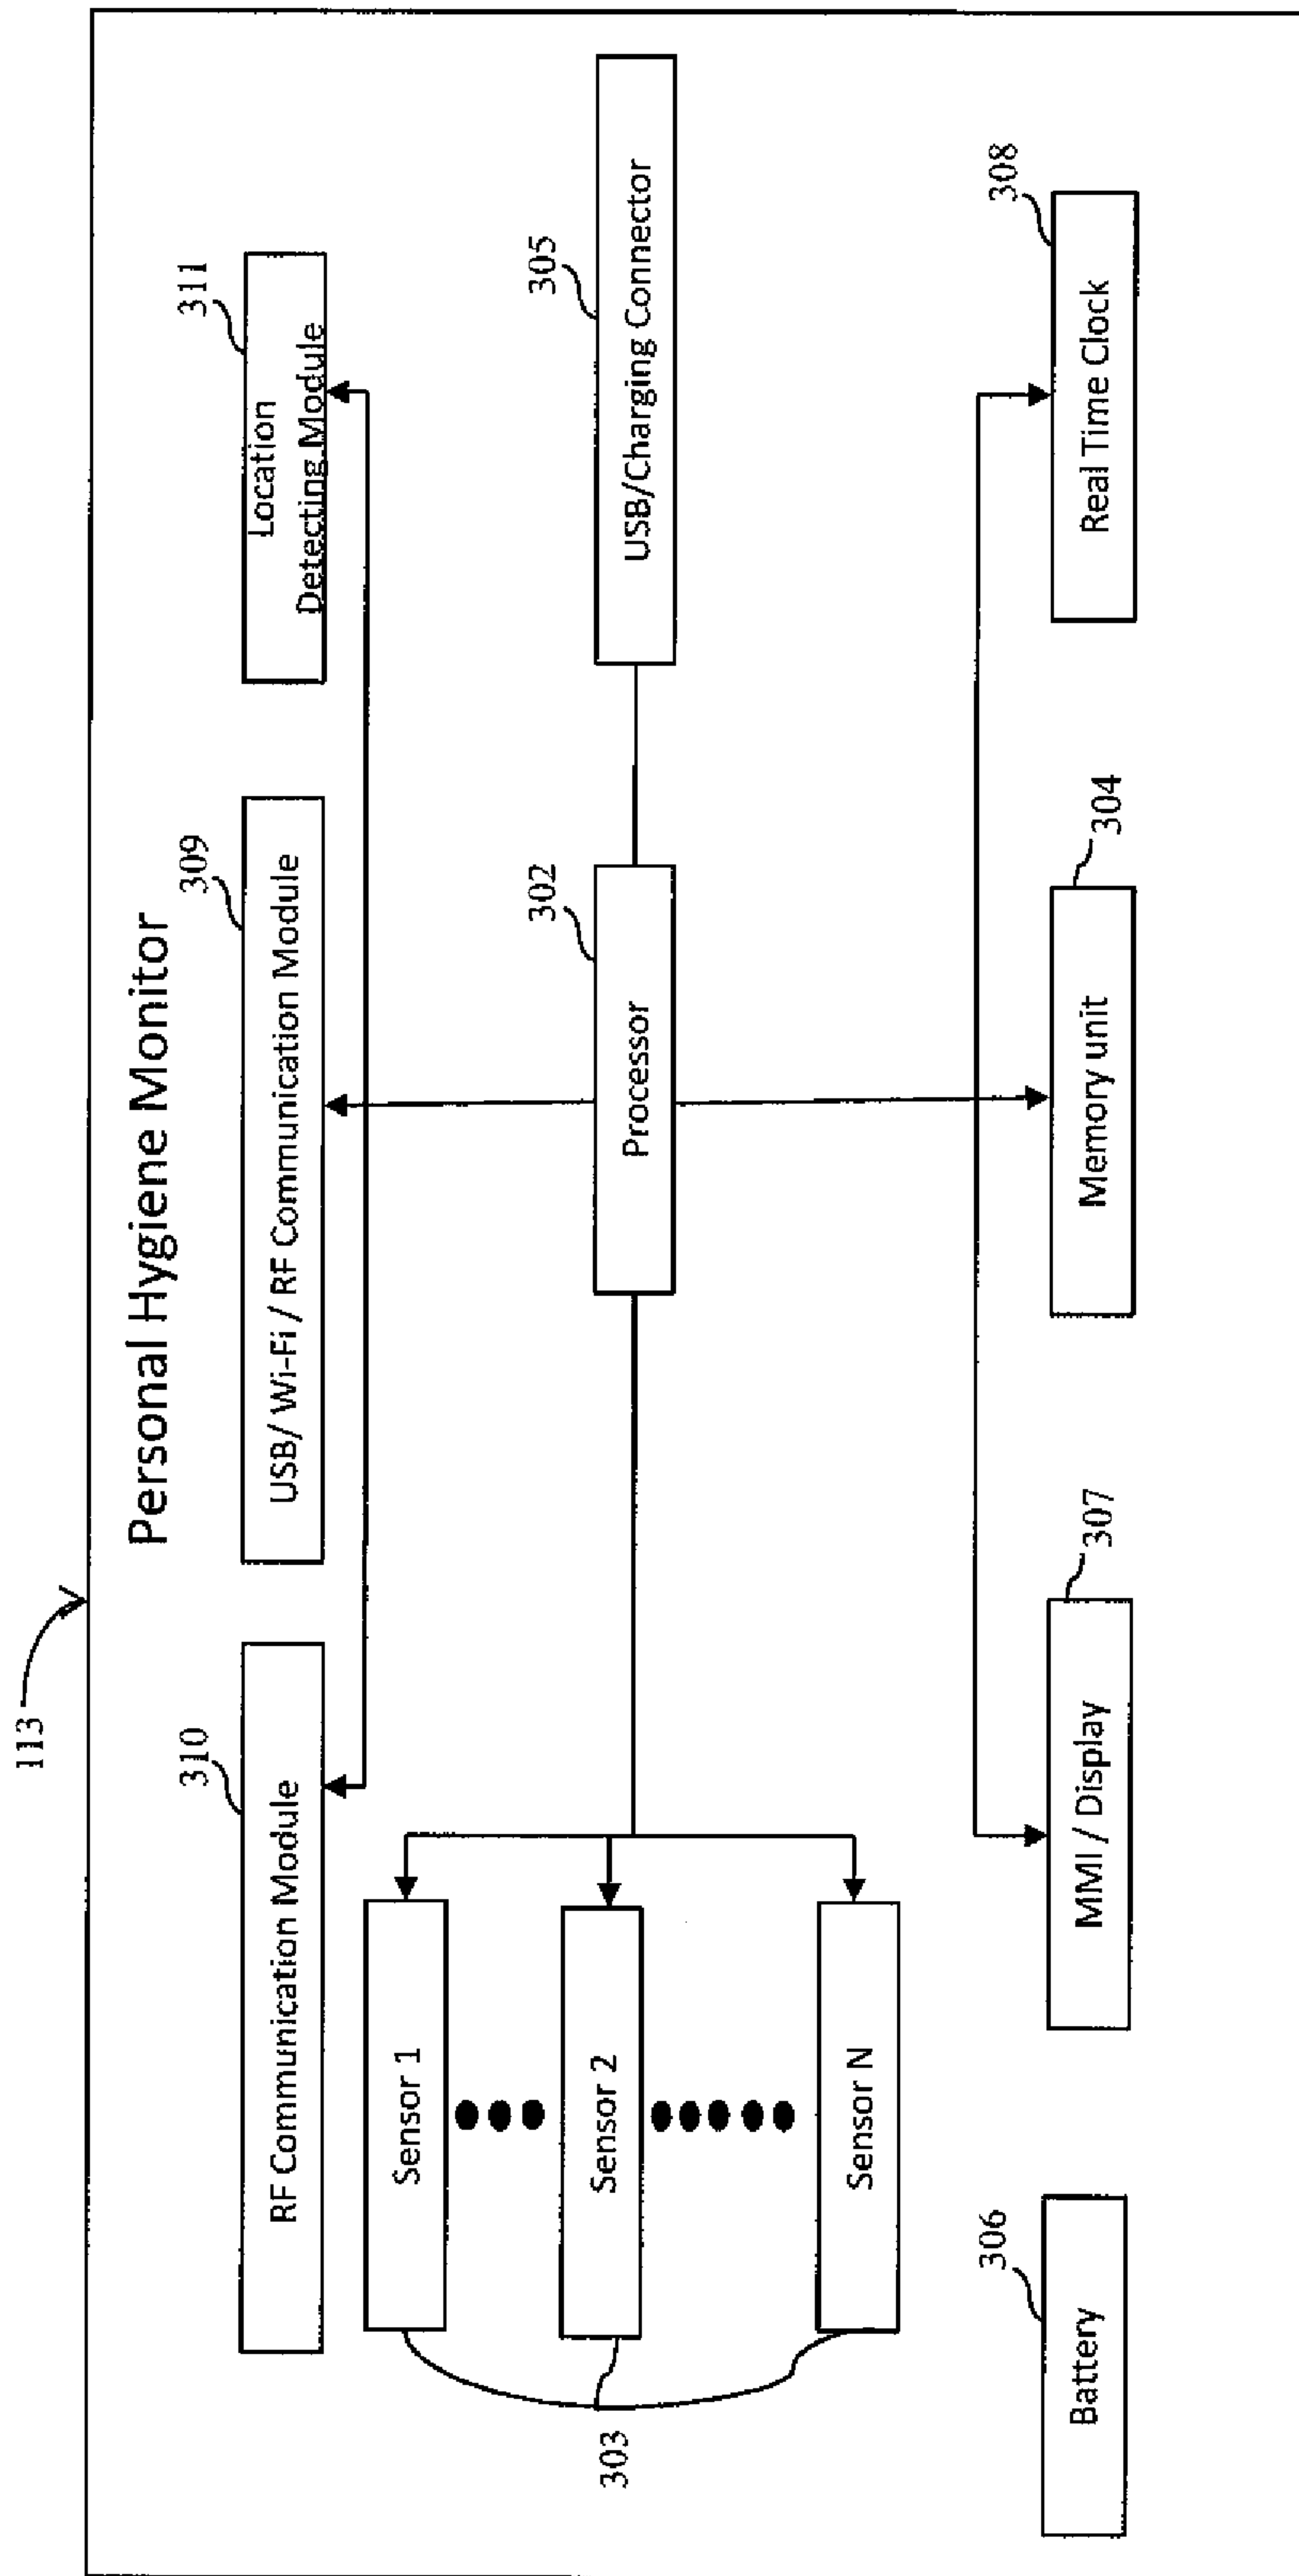 113
Personal Hygiene Monitor
310
309
311
RF Communication Module
USB/ Wi-Fi / RF Communication Module
Location
Detecting Module
Sensor 1
302
305
Sensor 2
Processor
USB/Charging Connector
303
Sensor N
306
307
304
308
Battery
MMI / Display
Memory unit
Real Time Clock